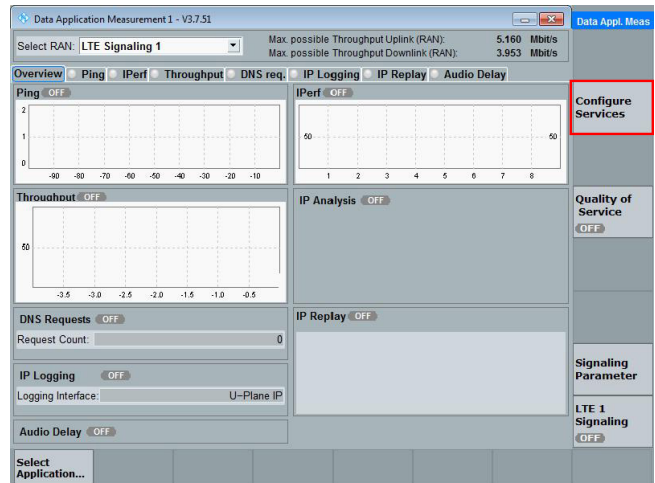 Data Application Measurement 1 - V3.7.51
Data Appl. Meas
Select RAN: LTE Signaling 1
Max. possible Throughput Uplink (RAN): 5.160 Mbit/s
Max. possible Throughput Downlink (RAN): 3.953 Mbit/s
Overview Ping IPerf Throughput DNS req. IP Logging IP Replay Audio Delay
Ping OFF
2
1
0
-90 -80 -70 -60 -50 -40 -30 -20 -10
IPerf OFF
50 50
1 2 3 4 5 6 7 8
Configure
Services
Throughput OFF
50
-3.5 -3.0 -2.5 -2.0 -1.5 -1.0 -0.5
IP Analysis OFF
Quality of
Service
OFF
DNS Requests OFF
Request Count: 0
IP Replay OFF
IP Logging OFF
Logging Interface: U-Plane IP
Audio Delay OFF
Signaling
Parameter
LTE 1
Signaling
OFF
Select
Application...